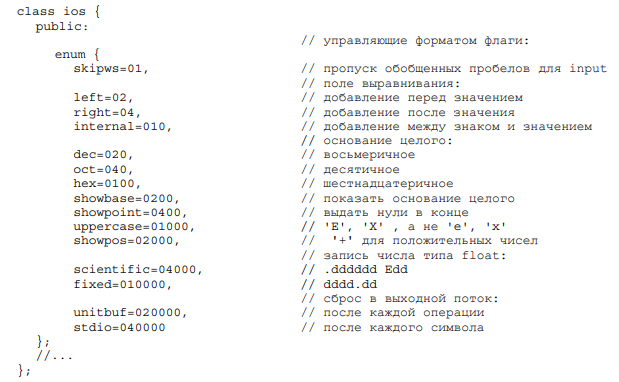 class ios {
public:
// управляющие форматом флаги:
enum {
skipws=01, // пропуск обобщенных пробелов для input
// поле выравнивания:
left=02, // добавление перед значением
right=04, // добавление после значения
internal=010, // добавление между знаком и значением
// основание целого:
dec=020, // восьмеричное
oct=040, // десятичное
hex=0100, // шестнадцатеричное
showbase=0200, // показать основание целого
showpoint=0400, // выдать нули в конце
uppercase=01000, // 'E', 'X' , а не 'e', 'x'
showpos=02000, // '+' для положительных чисел
// запись числа типа float:
scientific=04000, // .dddddd Edd
fixed=010000, // dddd.dd
// сброс в выходной поток:
unitbuf=020000, // после каждой операции
stdio=040000 // после каждого символа
};
//...
};